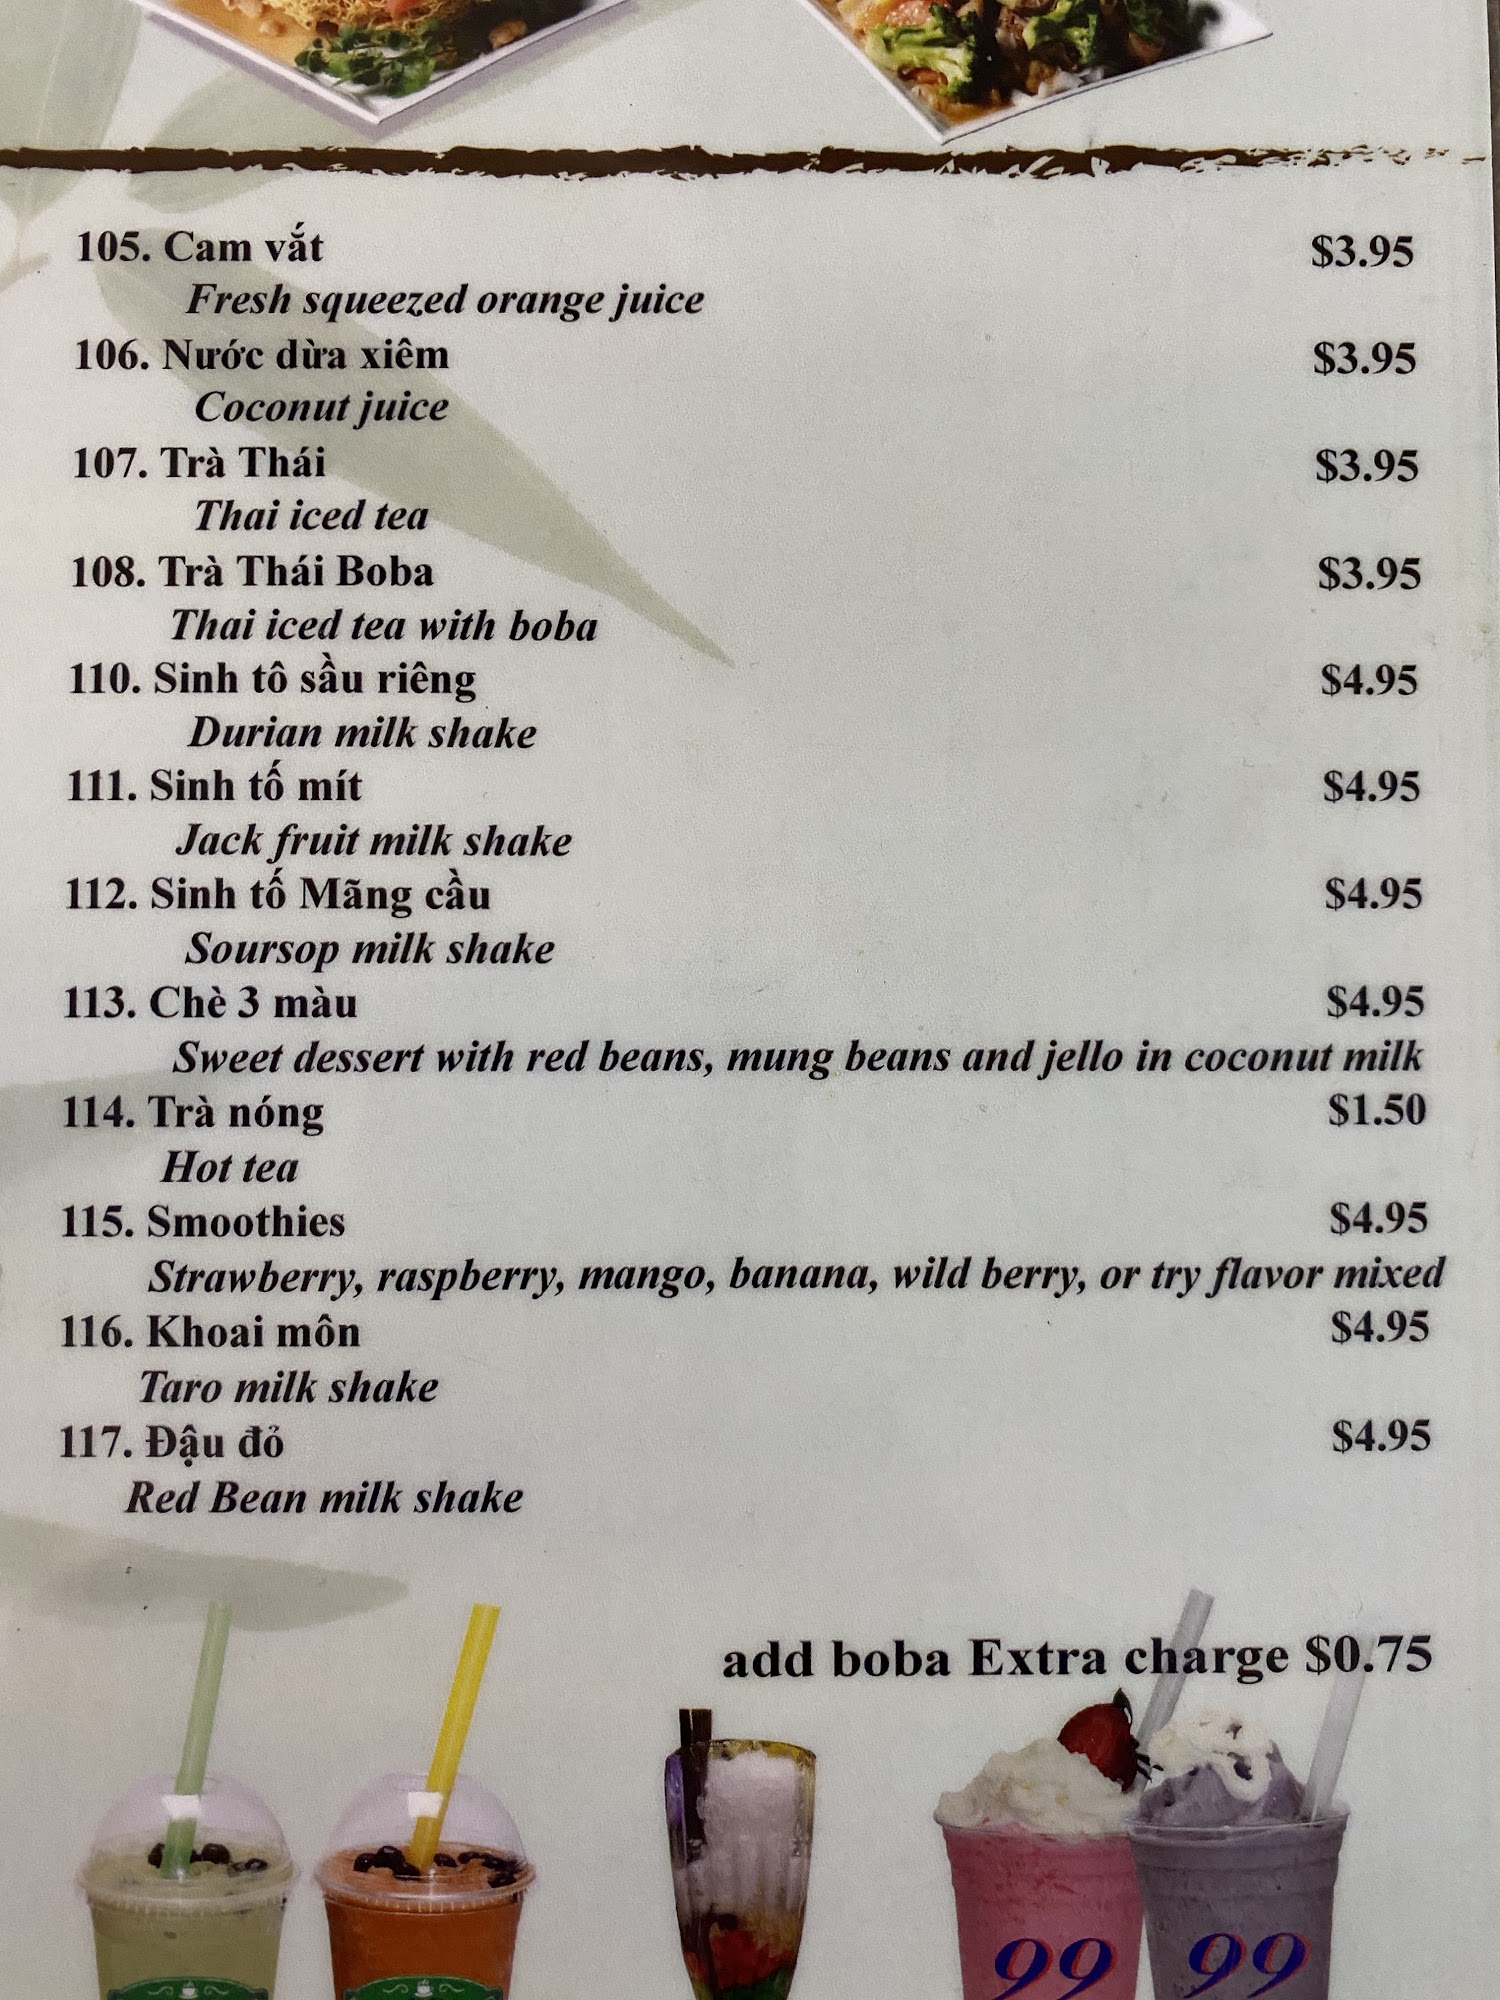 105. Cam vắt $3.95
Fresh squeezed orange juice
106. Nước dừa xiêm $3.95
Coconut juice
107. Trà Thái $3.95
Thai iced tea
108. Trà Thái Boba $3.95
Thai iced tea with boba
110. Sinh tô sầu riêng $4.95
Durian milk shake
111. Sinh tố mít $4.95
Jack fruit milk shake
112. Sinh tố Mãng cầu $4.95
Soursop milk shake
113. Chè 3 màu $4.95
Sweet dessert with red beans, mung beans and jello in coconut milk
114. Trà nóng $1.50
Hot tea
115. Smoothies $4.95
Strawberry, raspberry, mango, banana, wild berry, or try flavor mixed
116. Khoai môn $4.95
Taro milk shake
117. Đậu đỏ $4.95
Red Bean milk shake
add boba Extra charge $0.75
99 99